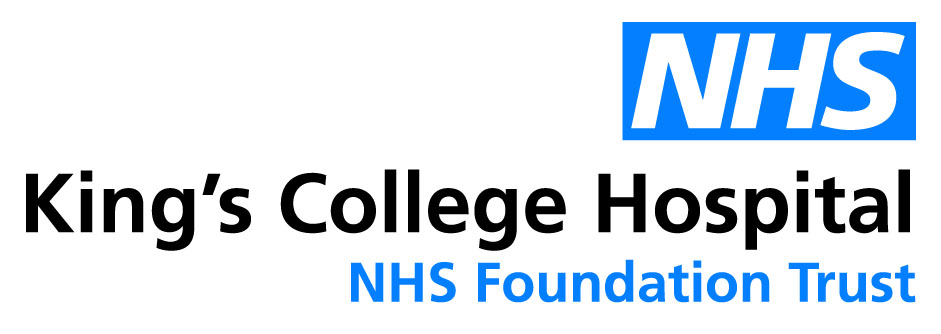 NHS
King’s College Hospital
NHS Foundation Trust